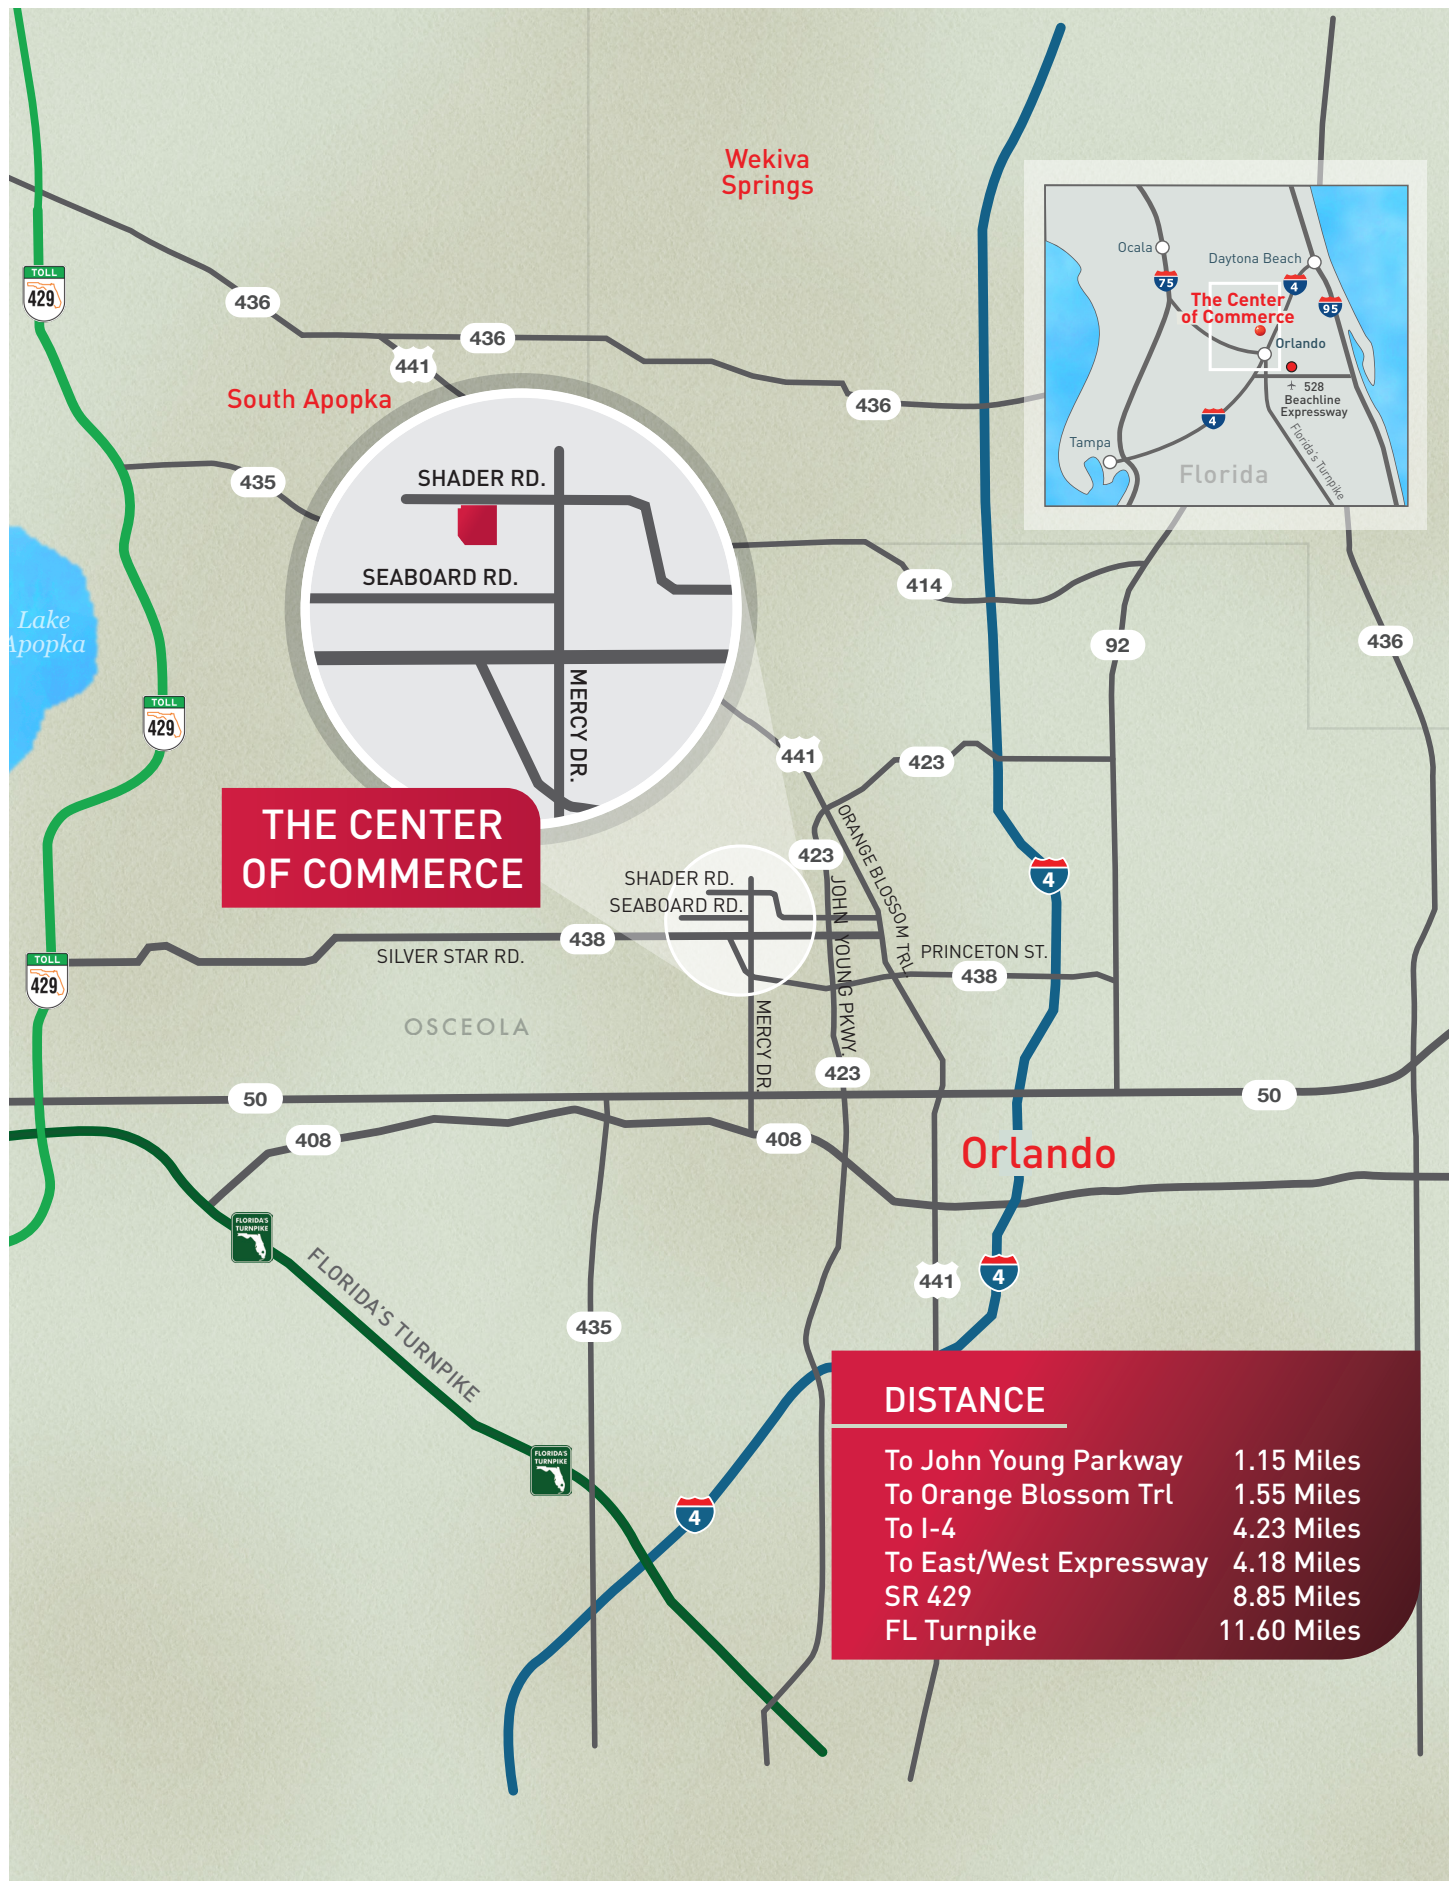 Wekiva
Springs
TOLL
429
436
436
441
436
South Apopka
435
Ocala
75
Daytona Beach
4
95
The Center
of Commerce
Orlando
528
Beachline
Expressway
4
Florida's Turnpike
Tampa
Florida
SHADER RD.
SEABOARD RD.
MERCY DR.
414
92
436
Lake
Apopka
TOLL
429
441
423
THE CENTER
OF COMMERCE
423
4
ORANGE BLOSSOM TRL.
JOHN YOUNG PKWY.
SHADER RD.
SEABOARD RD.
438
SILVER STAR RD.
PRINCETON ST.
438
TOLL
429
OSCEOLA
MERCY DR.
423
50
50
408
408
Orlando
FLORIDA'S
TURNPIKE
FLORIDA'S TURNPIKE
441
4
435
FLORIDA'S
TURNPIKE
4
DISTANCE
To John Young Parkway 1.15 Miles
To Orange Blossom Trl 1.55 Miles
To I-4 4.23 Miles
To East/West Expressway 4.18 Miles
SR 429 8.85 Miles
FL Turnpike 11.60 Miles